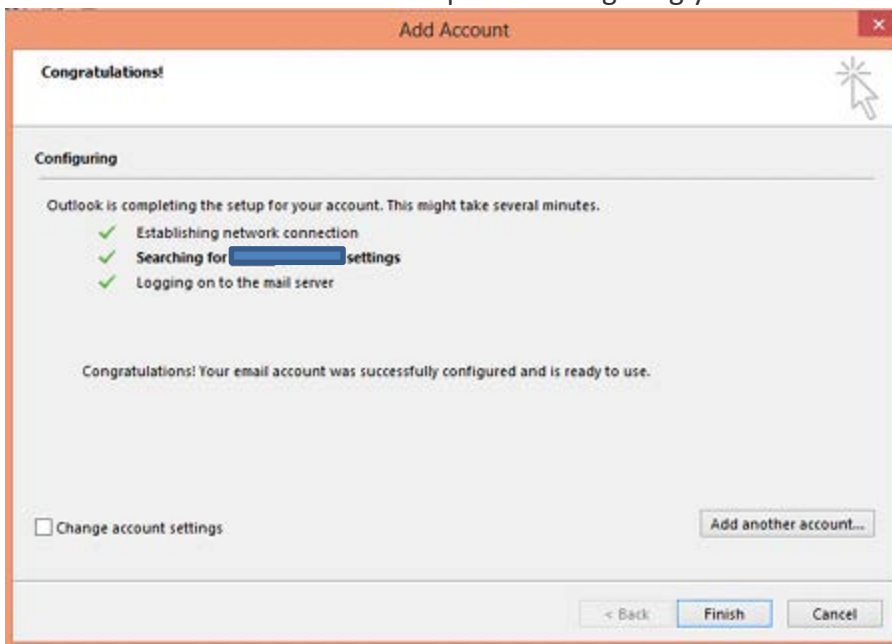 Add Account
Congratulations!
Configuring
Outlook is completing the setup for your account. This might take several minutes.
Establishing network connection
Searching for settings
Logging on to the mail server
Congratulations! Your email account was successfully configured and is ready to use.
Change account settings
Add another account...
< Back
Finish
Cancel